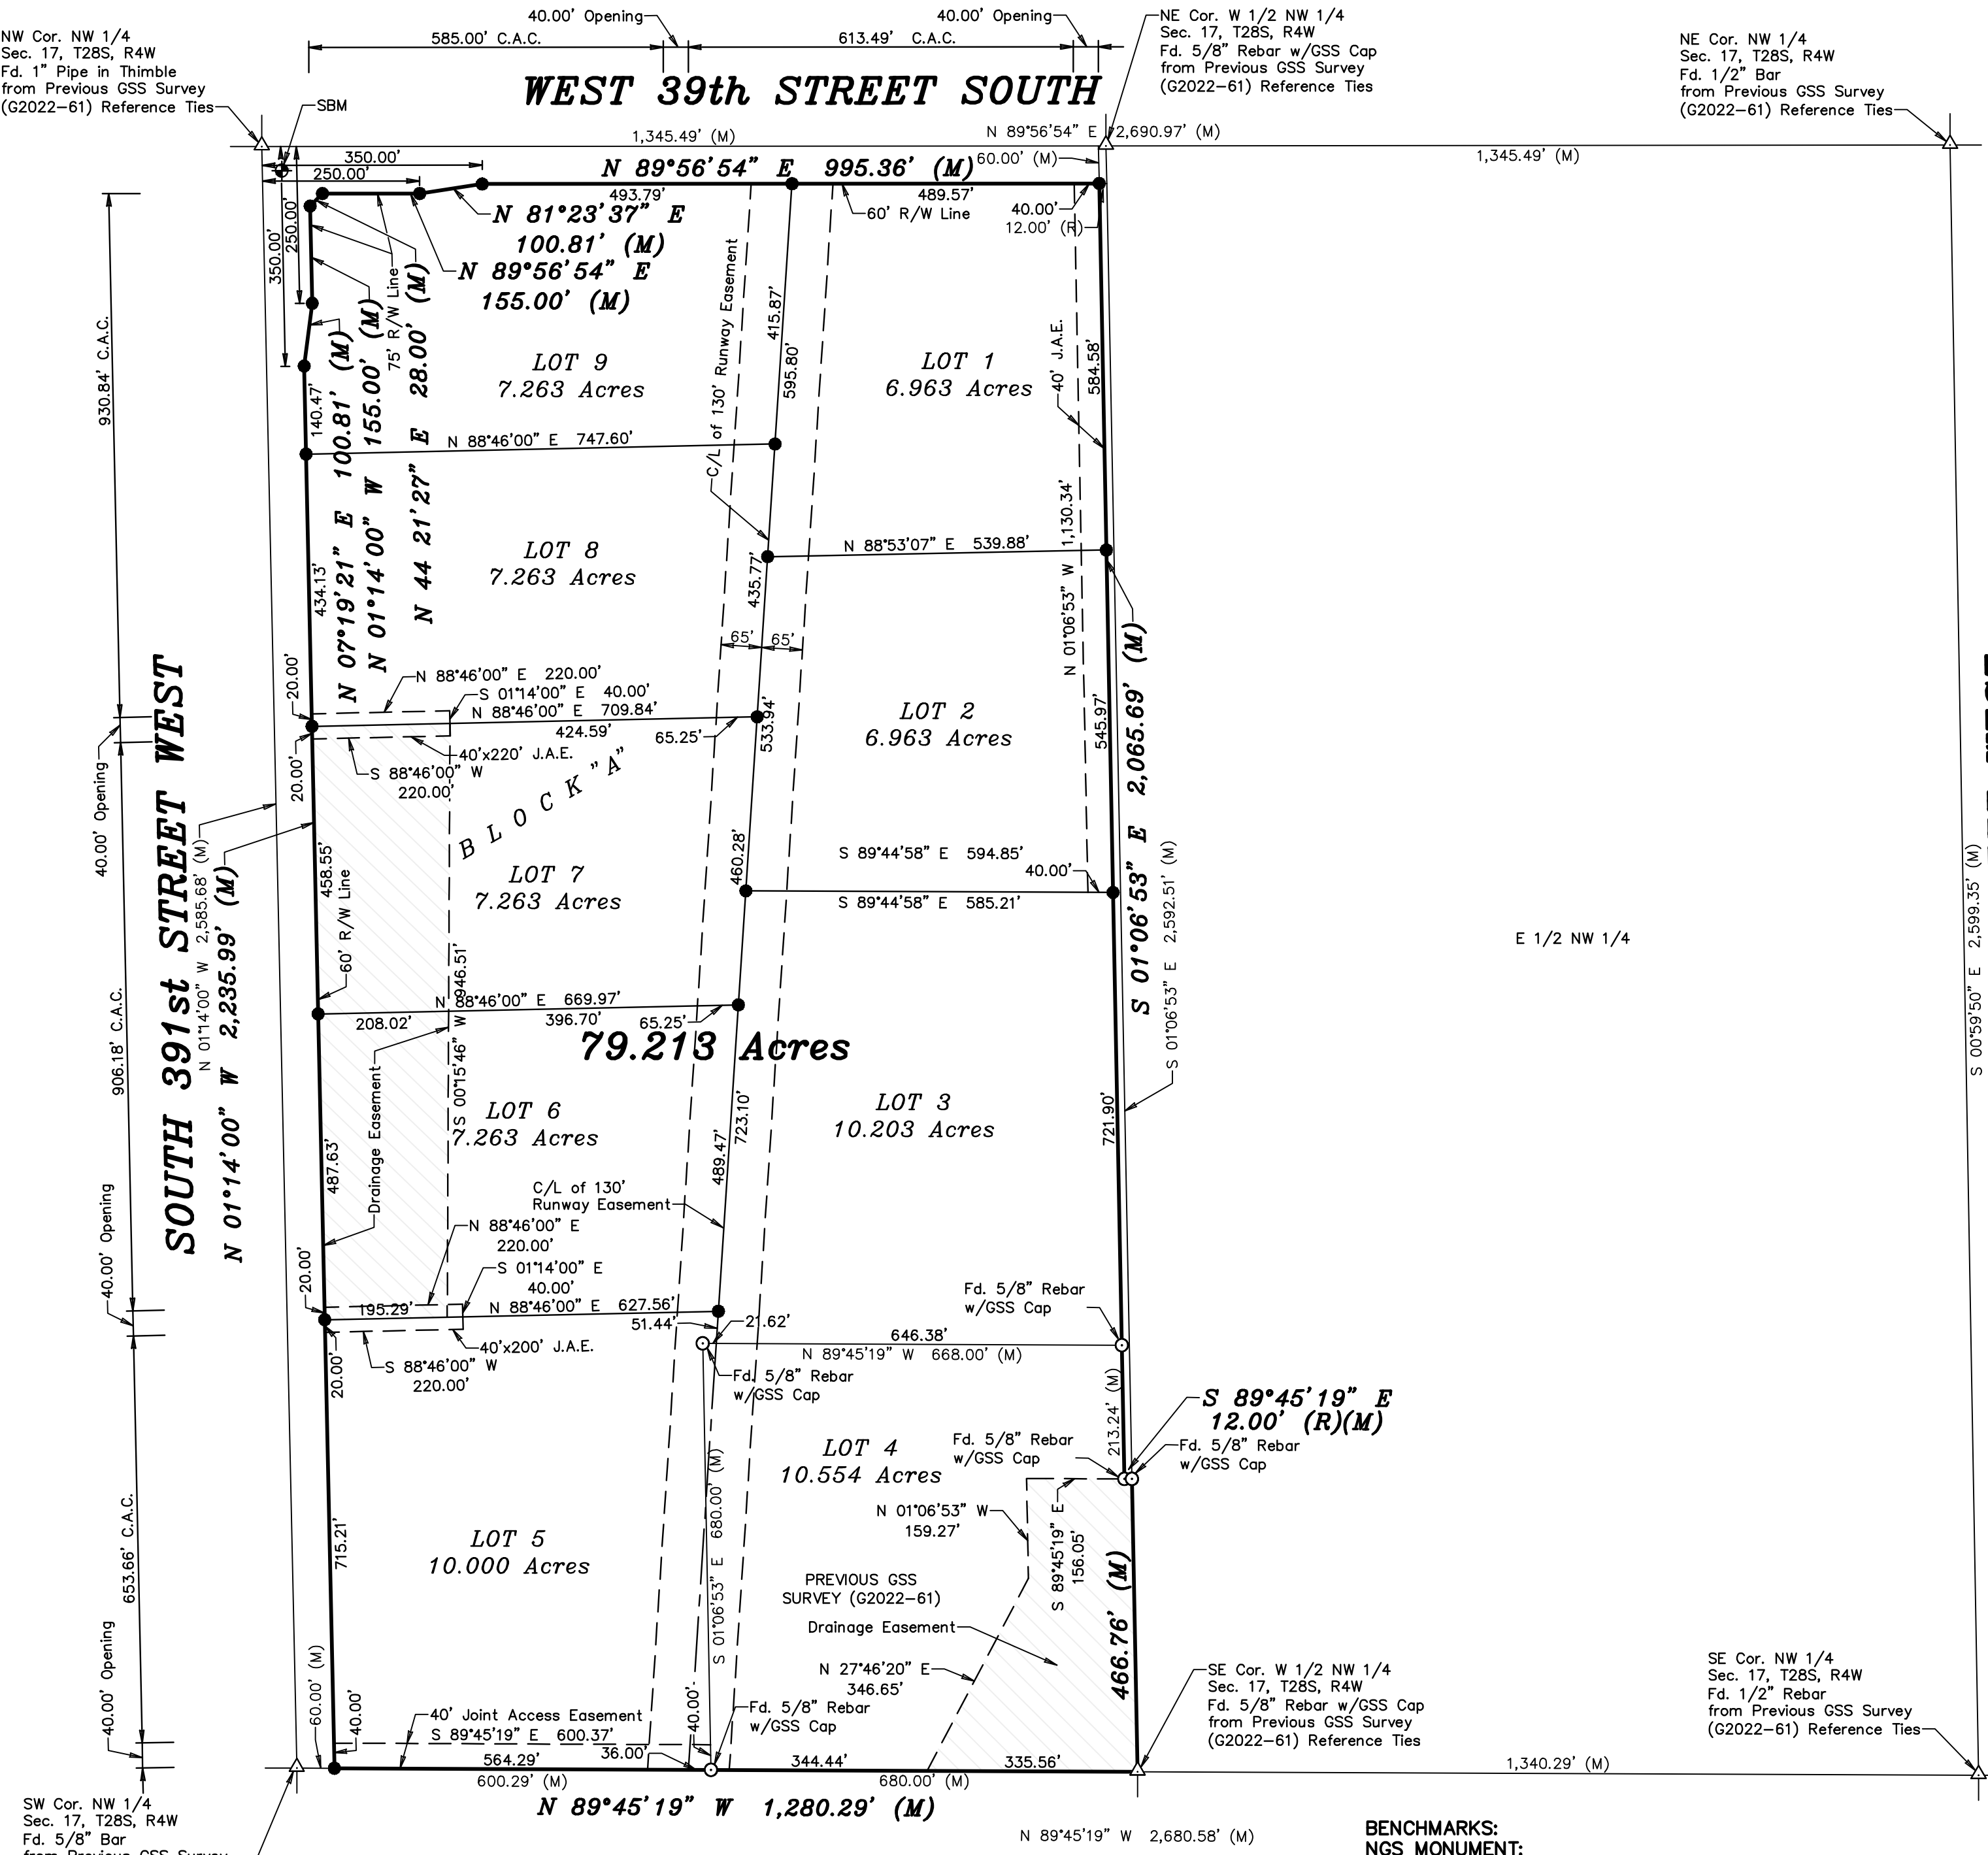 NW Cor. NW 1/4
Sec. 17, T28S, R4W
Fd. 1" Pipe in Thimble
from Previous GSS Survey
(G2022-61) Reference Ties
SBM
40.00' Opening
585.00' C.A.C.
40.00' Opening
613.49' C.A.C.
WEST 39th STREET SOUTH
NE Cor. W 1/2 NW 1/4
Sec. 17, T28S, R4W
Fd. 5/8" Rebar w/GSS Cap
from Previous GSS Survey
(G2022-61) Reference Ties
NE Cor. NW 1/4
Sec. 17, T28S, R4W
Fd. 1/2" Bar
from Previous GSS Survey
(G2022-61) Reference Ties
1,345.49' (M)
N 89°56'54" E 2,690.97' (M)
1,345.49' (M)
350.00'
250.00'
N 89°56'54" E 995.36' (M)
60.00' (M)
493.79'
489.57'
60' R/W Line
40.00'
12.00' (R)
N 81°23'37" E
100.81' (M)
N 89°56'54" E
155.00' (M)
350.00'
250.00'
75' R/W Line
N 07°19'21" E 100.81' (M)
N 01°14'00" W 155.00' (M)
N 44 21'27" E 28.00' (M)
930.84' C.A.C.
140.47'
LOT 9
7.263 Acres
C/L of 130' Runway Easement
415.87'
595.80'
LOT 1
6.963 Acres
40' J.A.E.
584.58'
N 88°46'00" E 747.60'
434.13'
LOT 8
7.263 Acres
435.77'
N 88°53'07" E 539.88'
N 01°06'53" W 1,130.34'
65'
65'
20.00'
N 88°46'00" E 220.00'
S 01°14'00" E 40.00'
N 88°46'00" E 709.84'
424.59'
65.25'
533.94'
40'x220' J.A.E.
S 88°46'00" W
220.00'
20.00'
LOT 2
6.963 Acres
545.97'
S 01°06'53" E 2,065.69' (M)
S 01°06'53" E 2,592.51' (M)
BLOCK "A"
40.00' Opening
SOUTH 391st STREET WEST
N 01°14'00" W 2,585.68' (M)
N 01°14'00" W 2,235.99' (M)
458.55'
60' R/W Line
LOT 7
7.263 Acres
460.28'
S 89°44'58" E 594.85'
40.00'
S 89°44'58" E 585.21'
E 1/2 NW 1/4
S 00°59'50" E 2,599.35' (M)
S 00°15'46" W 946.51'
906.18' C.A.C.
N 88°46'00" E 669.97'
208.02'
396.70'
65.25'
79.213 Acres
Drainage Easement
LOT 6
7.263 Acres
487.63'
489.47'
723.10'
LOT 3
10.203 Acres
721.90'
C/L of 130'
Runway Easement
N 88°46'00" E
220.00'
S 01°14'00" E
40.00'
40.00' Opening
20.00'
195.29'
N 88°46'00" E 627.56'
51.44'
21.62'
40'x200' J.A.E.
S 88°46'00" W
220.00'
20.00'
Fd. 5/8" Rebar
w/GSS Cap
646.38'
N 89°45'19" W 668.00' (M)
Fd. 5/8" Rebar
w/GSS Cap
213.24' (M)
S 89°45'19" E
12.00' (R)(M)
Fd. 5/8" Rebar
w/GSS Cap
Fd. 5/8" Rebar
w/GSS Cap
LOT 4
10.554 Acres
N 01°06'53" W
159.27'
S 89°45'19" E
156.05'
S 01°06'53" E 680.00' (M)
LOT 5
10.000 Acres
715.21'
653.66' C.A.C.
PREVIOUS GSS
SURVEY (G2022-61)
Drainage Easement
N 27°46'20" E
346.65'
466.76' (M)
40.00' Opening
60.00' (M)
40.00'
40' Joint Access Easement
S 89°45'19" E 600.37'
40.00'
Fd. 5/8" Rebar
w/GSS Cap
564.29'
36.00'
344.44'
335.56'
600.29' (M)
680.00' (M)
N 89°45'19" W 1,280.29' (M)
SE Cor. W 1/2 NW 1/4
Sec. 17, T28S, R4W
Fd. 5/8" Rebar w/GSS Cap
from Previous GSS Survey
(G2022-61) Reference Ties
SE Cor. NW 1/4
Sec. 17, T28S, R4W
Fd. 1/2" Rebar
from Previous GSS Survey
(G2022-61) Reference Ties
1,340.29' (M)
SW Cor. NW 1/4
Sec. 17, T28S, R4W
Fd. 5/8" Bar
from Previous GSS Survey
N 89°45'19" W 2,680.58' (M)
BENCHMARKS:
NGS MONUMENT: